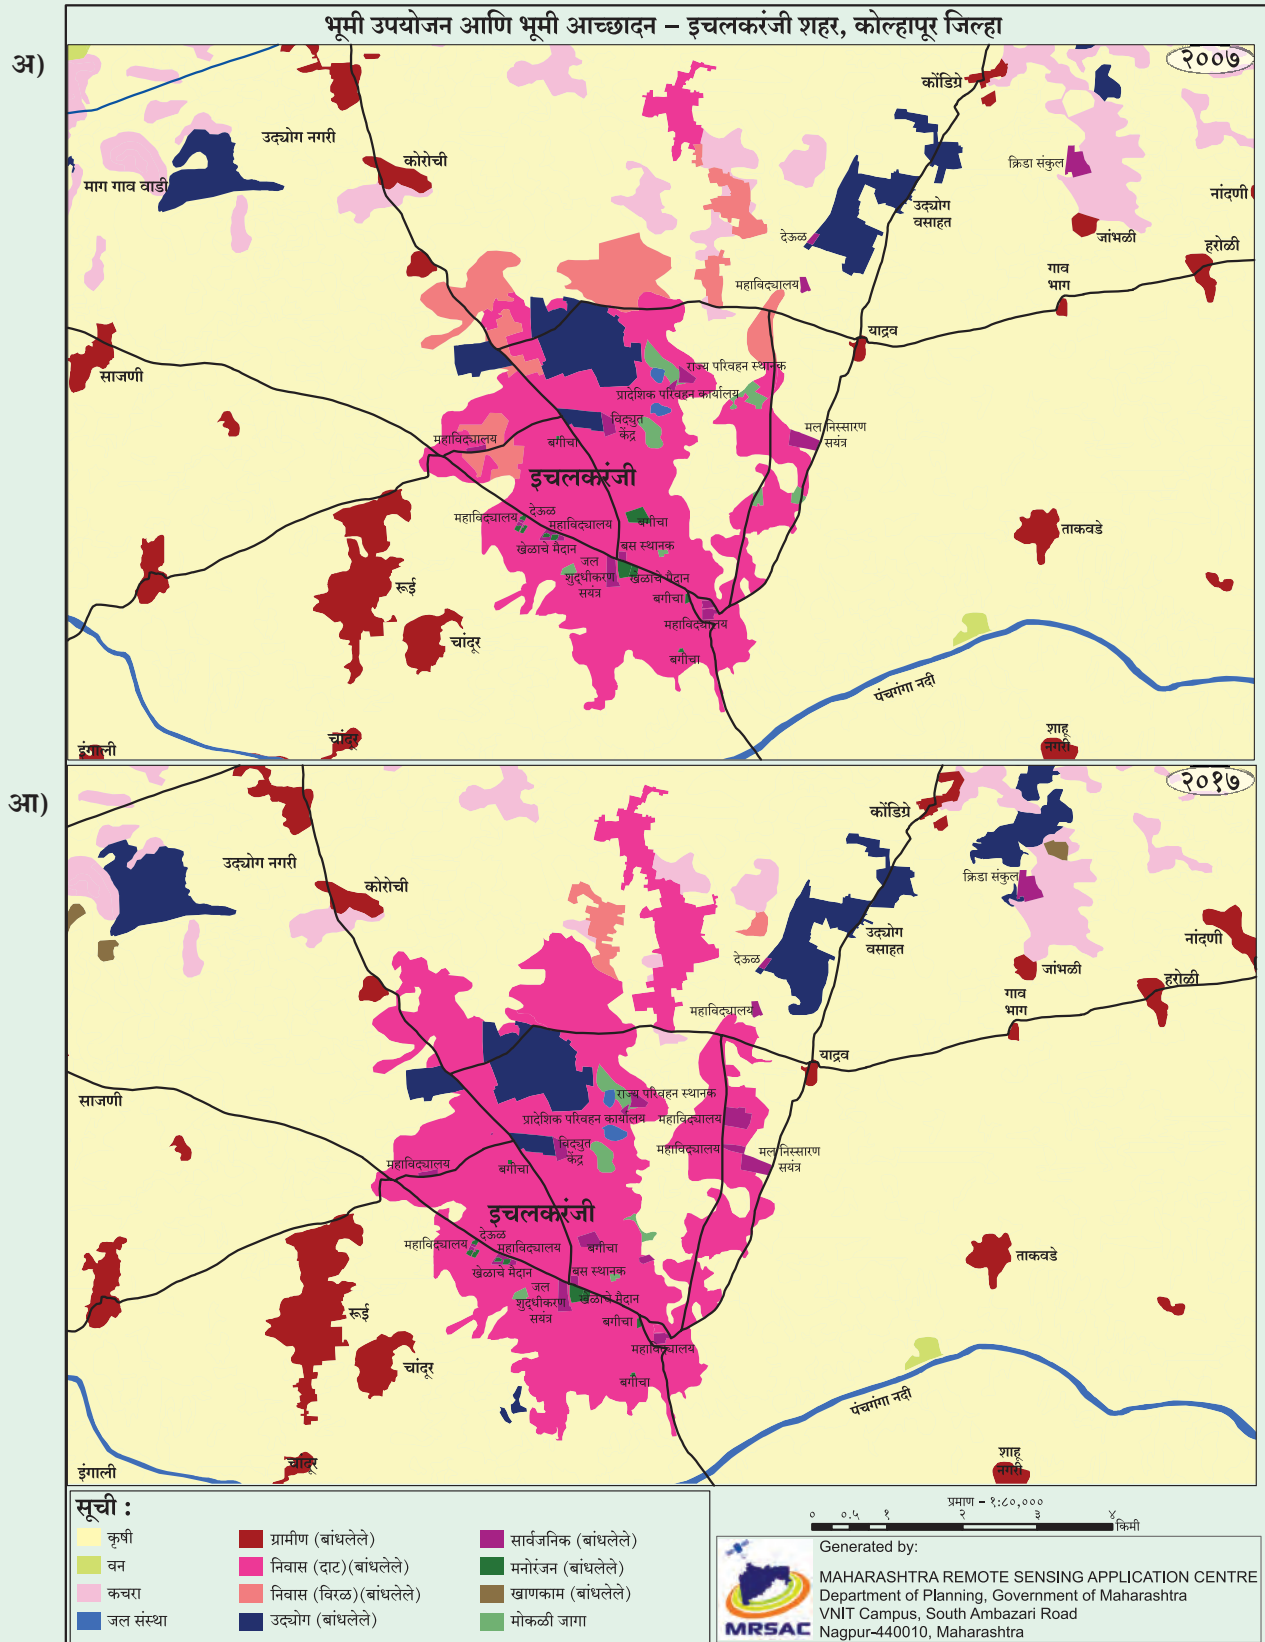 भूमी उपयोजन आणि भूमी आच्छादन – इचलकरंजी शहर, कोल्हापूर जिल्हा
अ)
२००७
कोंडिग्रे
उद्योग नगरी
कोरोची
क्रिडा संकुल
माग गाव वाडी
नांदणी
उद्योग
वसाहत
देऊळ
जांभळी
हरोळी
गाव
भाग
महाविद्यालय
याद्रव
साजणी
राज्य परिवहन स्थानक
प्रादेशिक परिवहन कार्यालय
विद्युत
केंद्र
मल निस्सारण
सयंत्र
महाविद्यालय
बगीचा
इचलकरंजी
देऊळ
महाविद्यालय
महाविद्यालय
बगीचा
ताकवडे
खेळाचे मैदान
बस स्थानक
जल
शुद्धीकरण
सयंत्र
खेळाचे मैदान
रूई
बगीचा
महाविद्यालय
चांदूर
बगीचा
पंचगंगा नदी
चांदूर
इंगाली
शाहू
नगरी
आ)
२०१७
कोंडिग्रे
उद्योग नगरी
कोरोची
क्रिडा संकुल
उद्योग
वसाहत
नांदणी
देऊळ
जांभळी
हरोळी
गाव
भाग
महाविद्यालय
याद्रव
साजणी
राज्य परिवहन स्थानक
प्रादेशिक परिवहन कार्यालय
महाविद्यालय
विद्युत
केंद्र
महाविद्यालय
मल निस्सारण
सयंत्र
महाविद्यालय
बगीचा
इचलकरंजी
देऊळ
महाविद्यालय
महाविद्यालय
बगीचा
ताकवडे
खेळाचे मैदान
बस स्थानक
जल
शुद्धीकरण
सयंत्र
खेळाचे मैदान
रूई
बगीचा
महाविद्यालय
चांदूर
बगीचा
पंचगंगा नदी
चांदूर
इंगाली
शाहू
नगरी
सूची :
कृषी
वन
कचरा
जल संस्था
ग्रामीण (बांधलेले)
निवास (दाट)(बांधलेले)
निवास (विरळ)(बांधलेले)
उद्योग (बांधलेले)
सार्वजनिक (बांधलेले)
मनोरंजन (बांधलेले)
खाणकाम (बांधलेले)
मोकळी जागा
प्रमाण – १:८०,०००
० ०.५ १ २ ३ ४
किमी
Generated by:
MAHARASHTRA REMOTE SENSING APPLICATION CENTRE
Department of Planning, Government of Maharashtra
VNIT Campus, South Ambazari Road
Nagpur-440010, Maharashtra
MRSAC